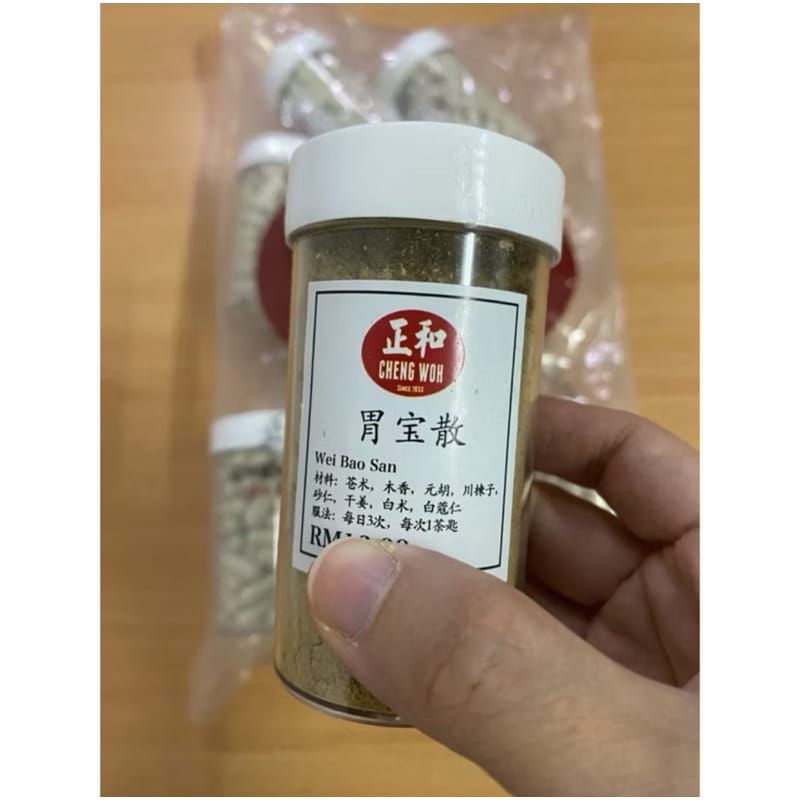 正和
CHENG WOH
SINCE 1933
胃宝散
Wei Bao San
材料：苍术，木香，元胡，川楝子，
砂仁，干姜，白术，白蔻仁
服法：每日3次，每次1茶匙